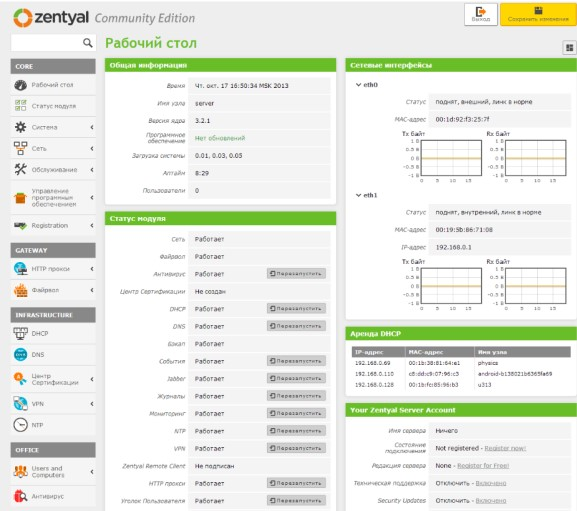 zentyal Community Edition
Выход
Сохранить изменения
Рабочий стол
CORE
Рабочий стол
Статус модуля
Система
Сеть
Обслуживание
Управление
программным
обеспечением
Registration
GATEWAY
HTTP прокси
Файрвол
INFRASTRUCTURE
DHCP
DNS
Центр
Сертификации
VPN
NTP
OFFICE
Users and
Computers
Антивирус
Общая информация
Время Чт. окт. 17 16:50:34 MSK 2013
Имя узла server
Версия ядра 3.2.1
Программное
обеспечение Нет обновлений
Загрузка системы 0.01, 0.03, 0.03
Аптайм 8:29
Пользователи 0
Статус модуля
Сеть Работает
Файрвол Работает
Антивирус Работает Перезапустить
Центр Сертификации Не создан
DHCP Работает Перезапустить
DNS Работает Перезапустить
Бэкап Работает
События Работает Перезапустить
Jabber Работает Перезапустить
Журналы Работает Перезапустить
Мониторинг Работает Перезапустить
NTP Работает Перезапустить
VPN Работает Перезапустить
Zentyal Remote Client Не подписан
HTTP прокси Работает Перезапустить
Уголок Пользователя Работает Перезапустить
Сетевые интерфейсы
eth0
Статус поднят, внешний, линк в норме
MAC-адрес 00:1d:92:f3:25:7f
Tx байт Rx байт
1 B 1 B
0.5 B 0.5 B
0 B 0 B
-0.5 B -0.5 B
-1 B -1 B
0 5 10 15 0 5 10 15
eth1
Статус поднят, внутренний, линк в норме
MAC-адрес 00:19:5b:86:71:08
IP-адрес 192.168.0.1
Tx байт Rx байт
1 B 1 B
0.5 B 0.5 B
0 B 0 B
-0.5 B -0.5 B
-1 B -1 B
0 5 10 15 0 5 10 15
Аренда DHCP
IP-адрес MAC-адрес Имя узла
192.168.0.69 00:1b:38:81:64:e1 physics
192.168.0.110 c8:dd:c9:07:96:c3 android-b138021b6365fa69
192.168.0.128 00:1b:fc:85:96:b3 u313
Your Zentyal Server Account
Имя сервера Ничего
Состояние
подключения Not registered - Register now!
Редакция сервера None - Register for Free!
Техническая поддержка Отключить - Включено
Security Updates Отключить - Включено